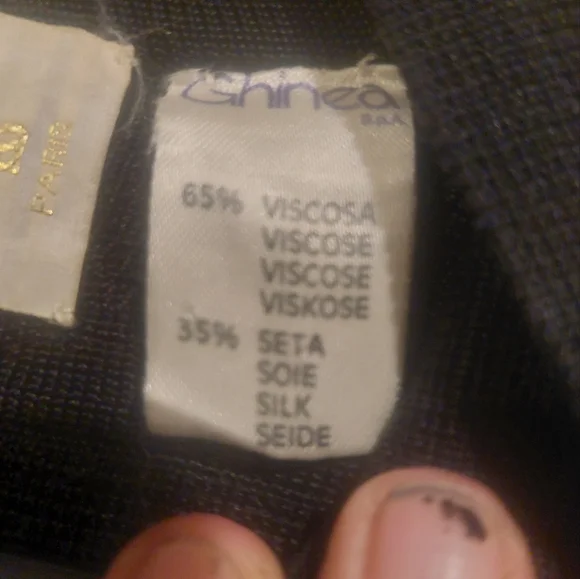 Ghinea
S.p.A.
65% VISCOSA
VISCOSE
VISCOSE
VISKOSE
35% SETA
SOIE
SILK
SEIDE
PARIS